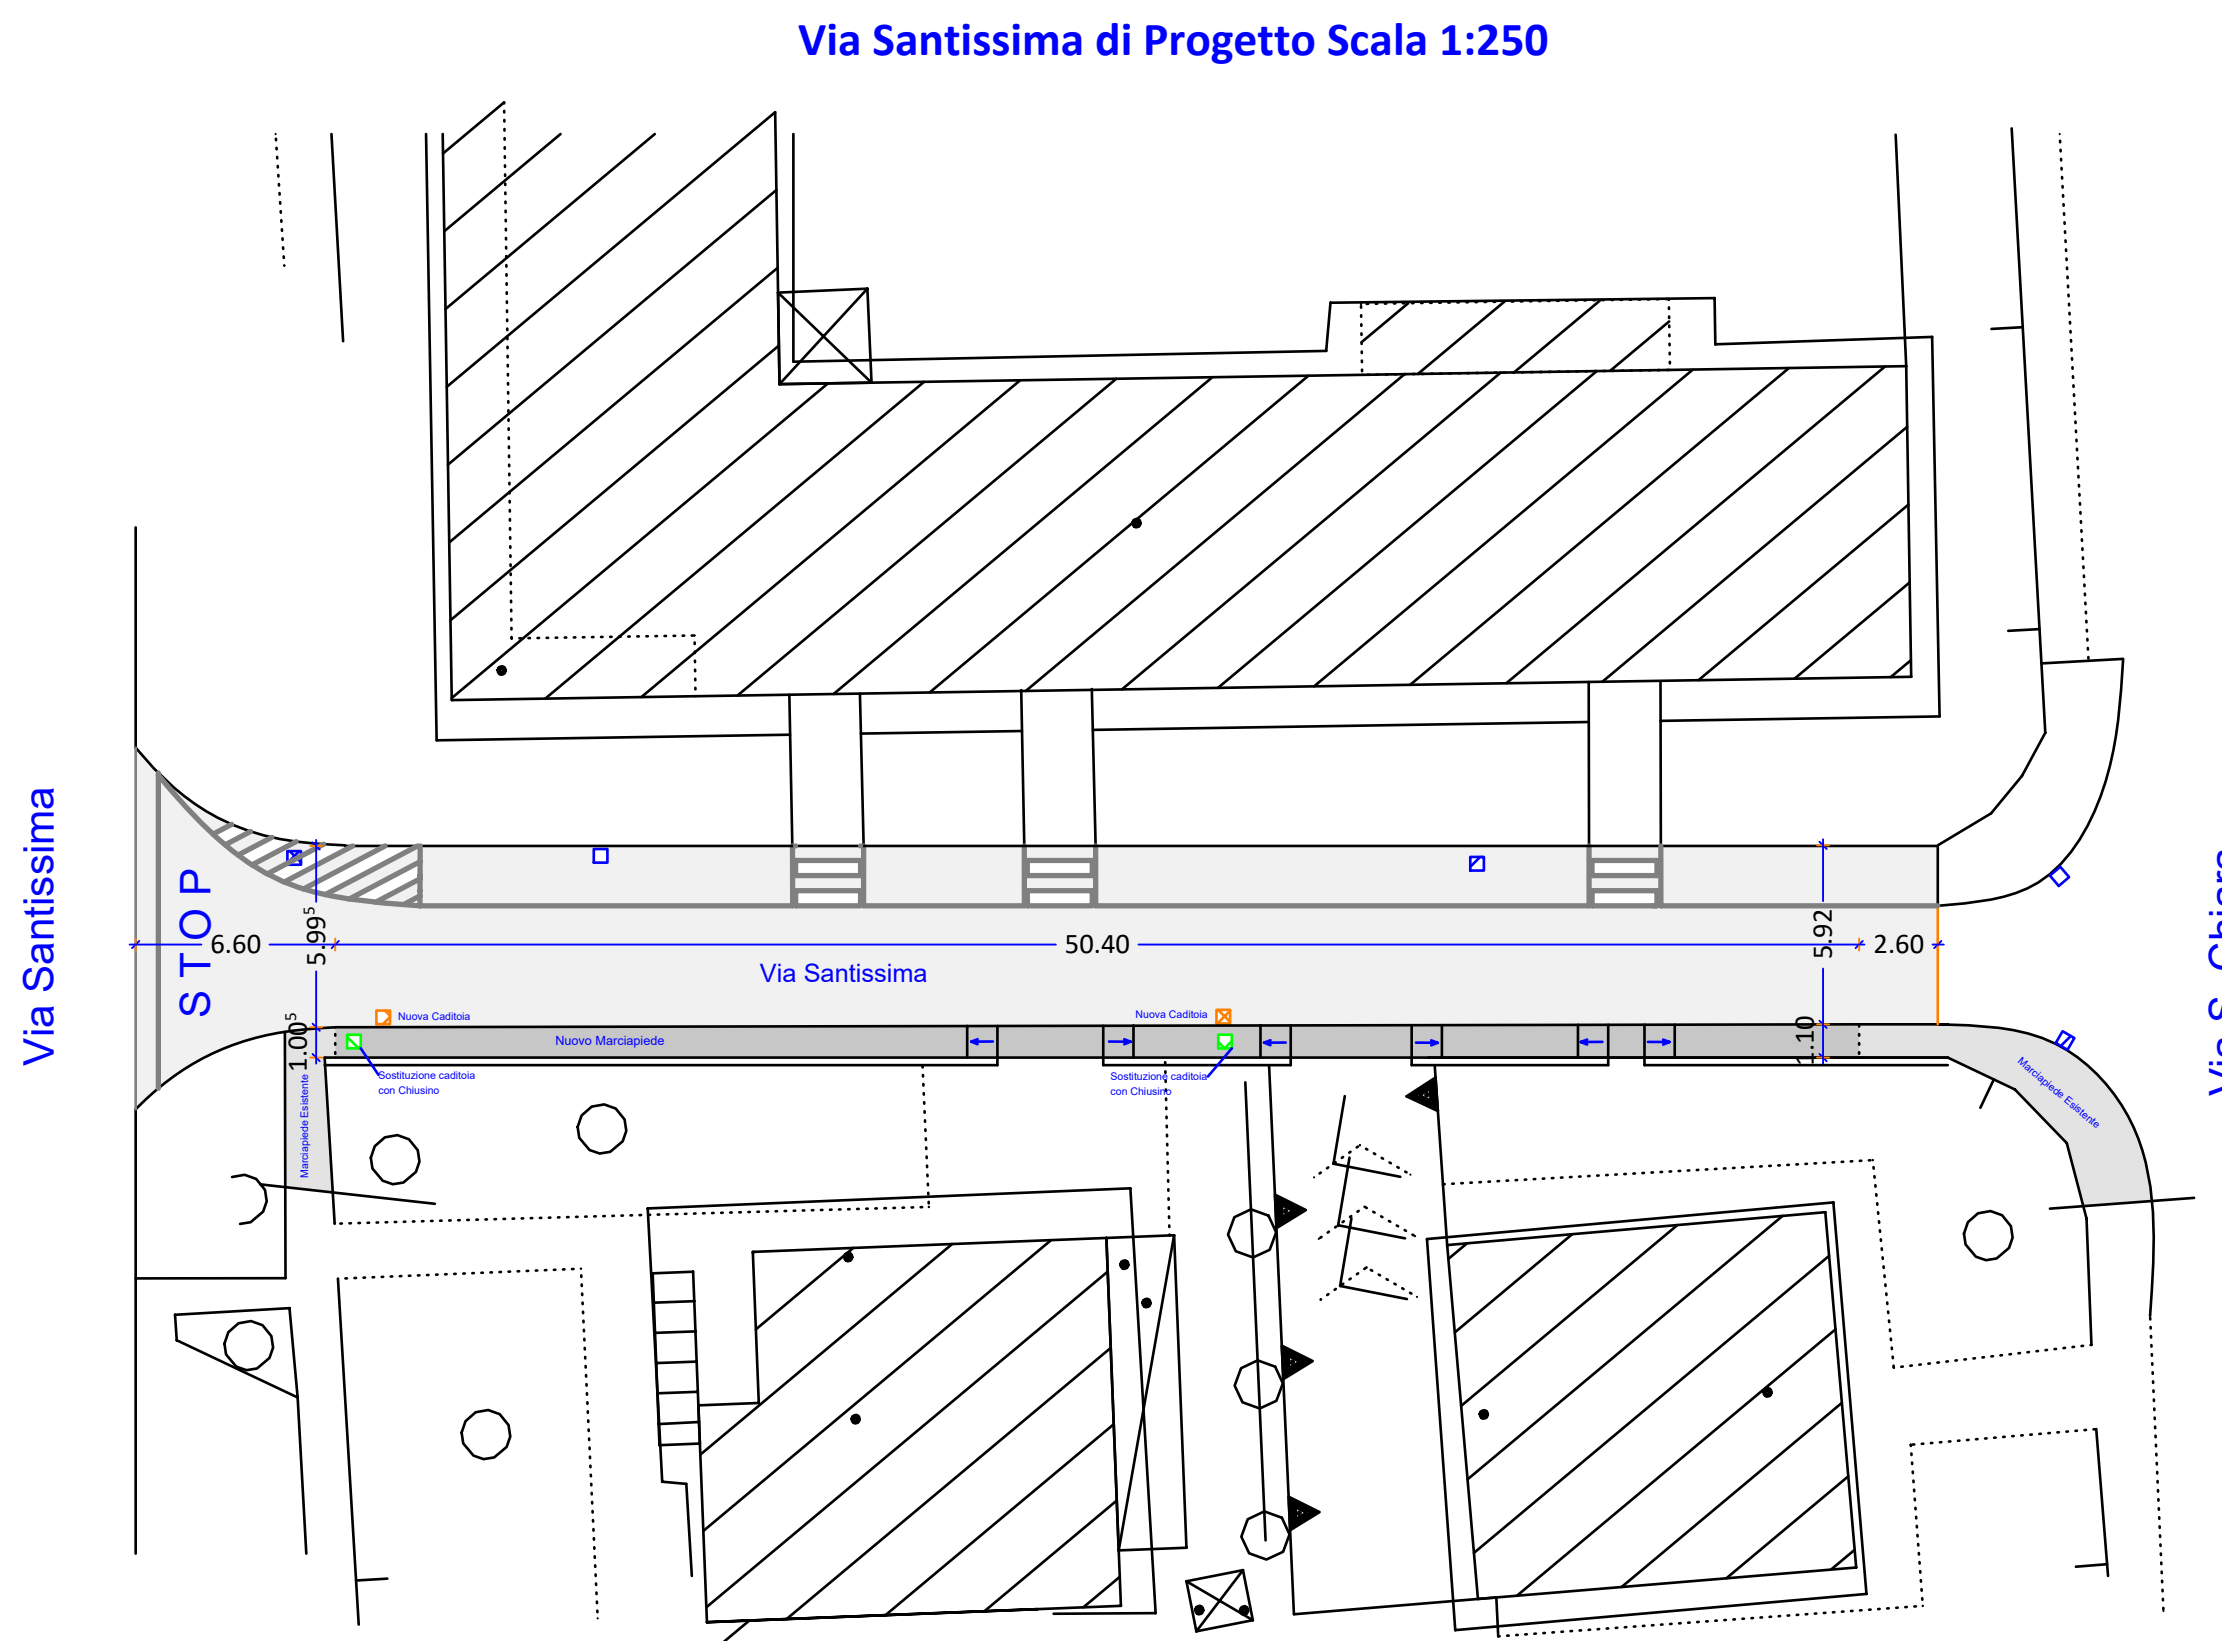 Via Santissima di Progetto Scala 1:250
Via Santissima
STOP
6.60
5.99⁵
50.40
5.92
2.60
Via Santissima
Nuova Caditoia
Nuova Caditoia
1.00⁵
Nuovo Marciapiede
1.10
Sostituzione caditoia
con Chiusino
Sostituzione caditoia
con Chiusino
Marciapiede Esistente
Marciapiede Esistente
Via S. Chiara